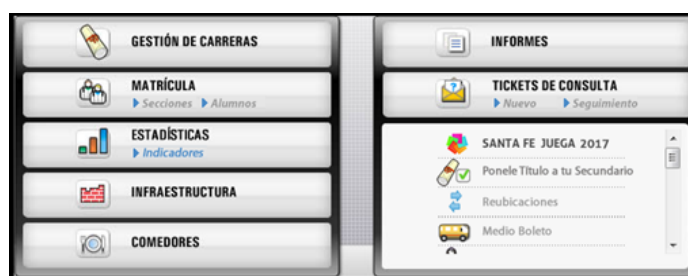 GESTIÓN DE CARRERAS
MATRÍCULA
Secciones Alumnos
ESTADÍSTICAS
Indicadores
INFRAESTRUCTURA
COMEDORES
INFORMES
TICKETS DE CONSULTA
Nuevo Seguimiento
SANTA FE JUEGA 2017
Ponele Título a tu Secundario
Reubicaciones
Medio Boleto